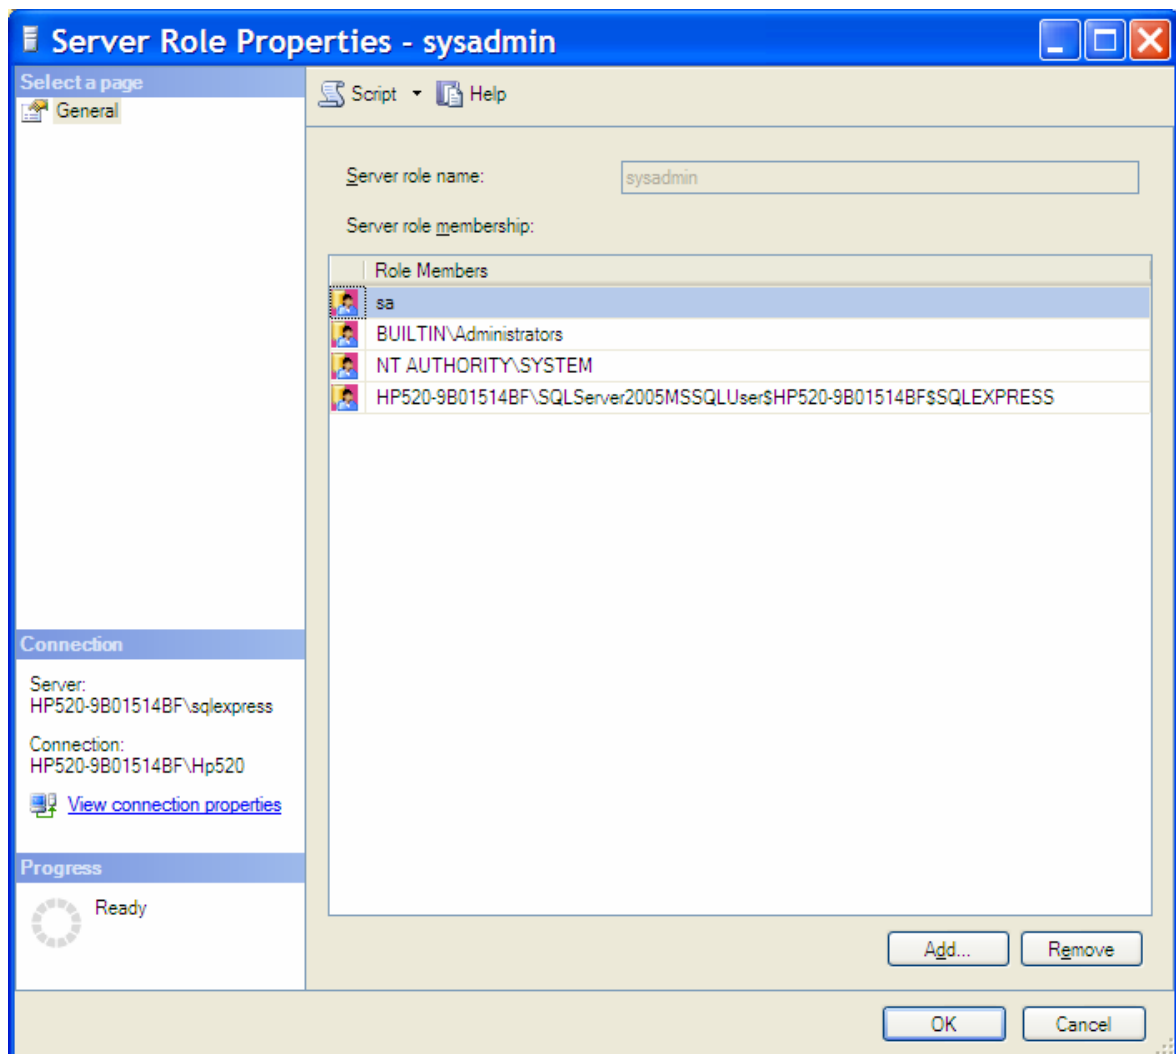 Server Role Properties - sysadmin
Select a page
General
Script Help
Server role name: sysadmin
Server role membership:
Role Members
sa
BUILTIN\Administrators
NT AUTHORITY\SYSTEM
HP520-9B01514BF\SQLServer2005MSSQLUser$HP520-9B01514BF$SQLEXPRESS
Connection
Server:
HP520-9B01514BF\sqlexpress
Connection:
HP520-9B01514BF\Hp520
View connection properties
Progress
Ready
Add... Remove
OK Cancel